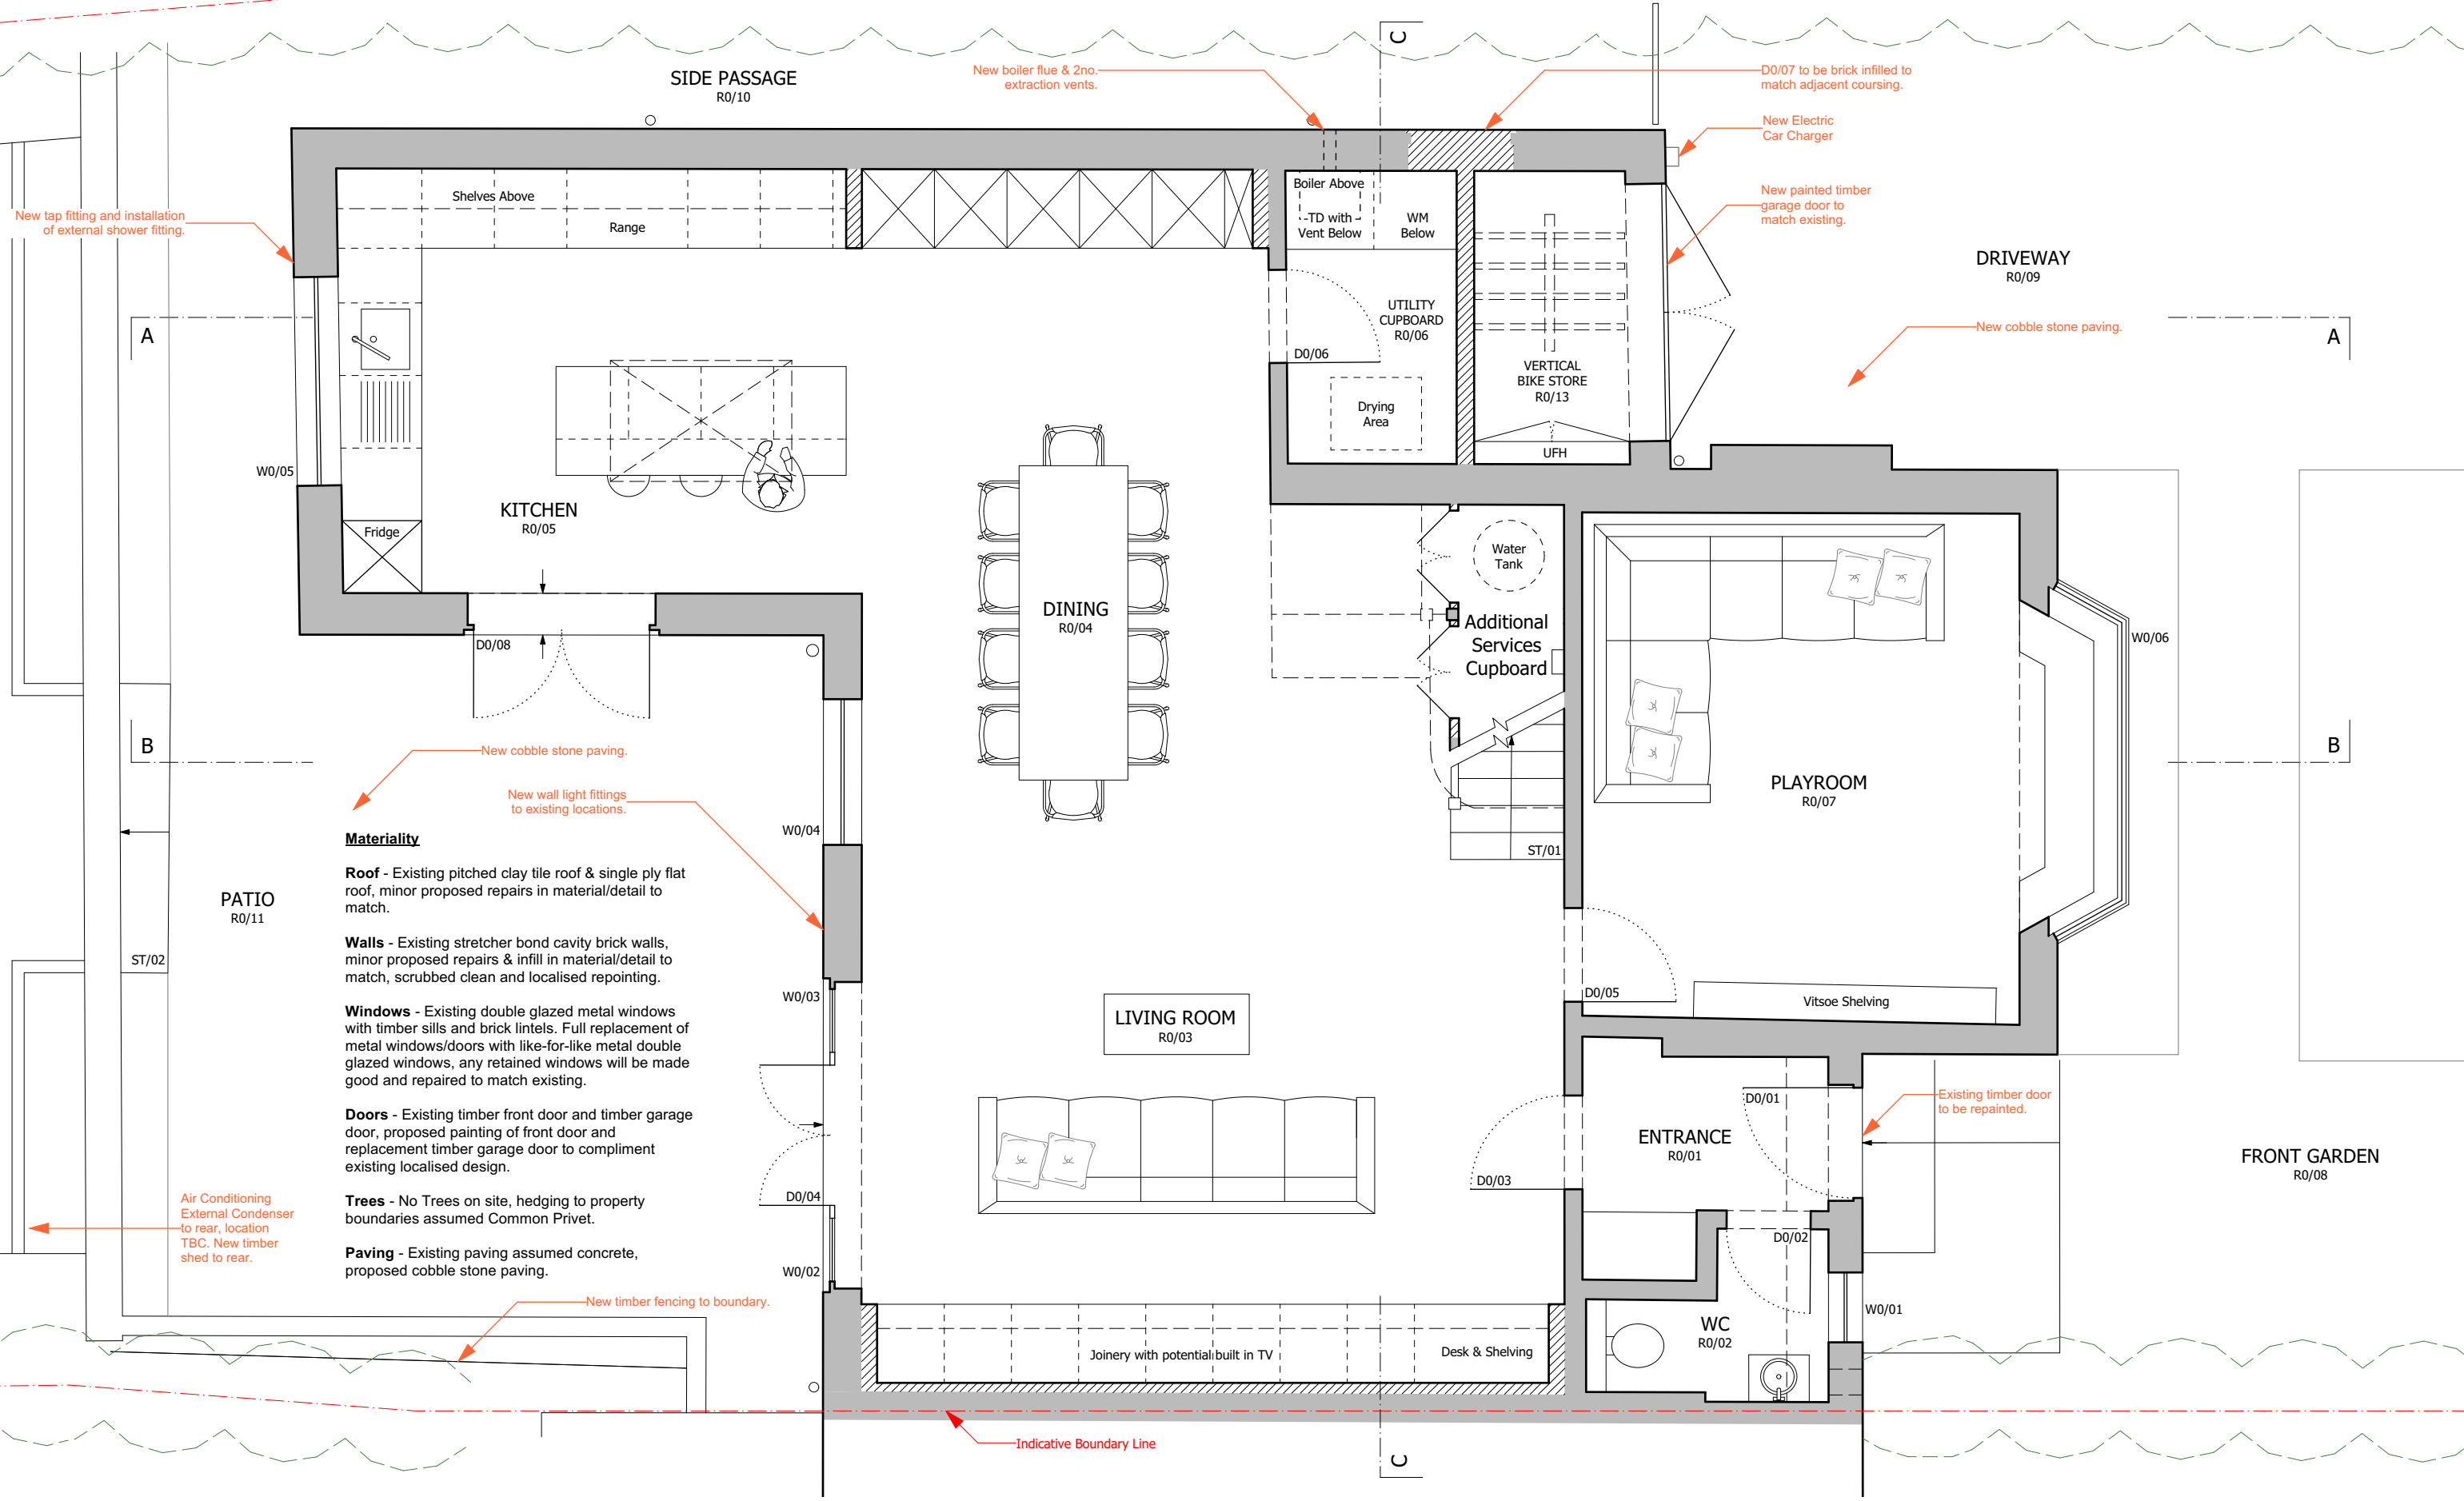 SIDE PASSAGE
R0/10
New boiler flue & 2no.
extraction vents.
C
D0/07 to be brick infilled to
match adjacent coursing.
New Electric
Car Charger
New painted timber
garage door to
match existing.
New tap fitting and installation
of external shower fitting.
Shelves Above
Range
Boiler Above
TD with
Vent Below
WM
Below
DRIVEWAY
R0/09
A
UTILITY
CUPBOARD
R0/06
D0/06
New cobble stone paving.
A
VERTICAL
BIKE STORE
R0/13
Drying
Area
UFH
W0/05
KITCHEN
R0/05
Fridge
Water
Tank
DINING
R0/04
Additional
Services
Cupboard
D0/08
W0/06
B
B
New cobble stone paving.
New wall light fittings
to existing locations.
PLAYROOM
R0/07
W0/04
ST/01
Materiality
Roof - Existing pitched clay tile roof & single ply flat
roof, minor proposed repairs in material/detail to
match.
Walls - Existing stretcher bond cavity brick walls,
minor proposed repairs & infill in material/detail to
match, scrubbed clean and localised repointing.
Windows - Existing double glazed metal windows
with timber sills and brick lintels. Full replacement of
metal windows/doors with like-for-like metal double
glazed windows, any retained windows will be made
good and repaired to match existing.
Doors - Existing timber front door and timber garage
door, proposed painting of front door and
replacement timber garage door to compliment
existing localised design.
Trees - No Trees on site, hedging to property
boundaries assumed Common Privet.
Paving - Existing paving assumed concrete,
proposed cobble stone paving.
PATIO
R0/11
ST/02
W0/03
D0/05
Vitsoe Shelving
LIVING ROOM
R0/03
D0/01
Existing timber door
to be repainted.
ENTRANCE
R0/01
FRONT GARDEN
R0/08
D0/03
D0/04
Air Conditioning
External Condenser
to rear, location
TBC. New timber
shed to rear.
D0/02
W0/02
New timber fencing to boundary.
W0/01
WC
R0/02
Joinery with potential built in TV
Desk & Shelving
Indicative Boundary Line
C